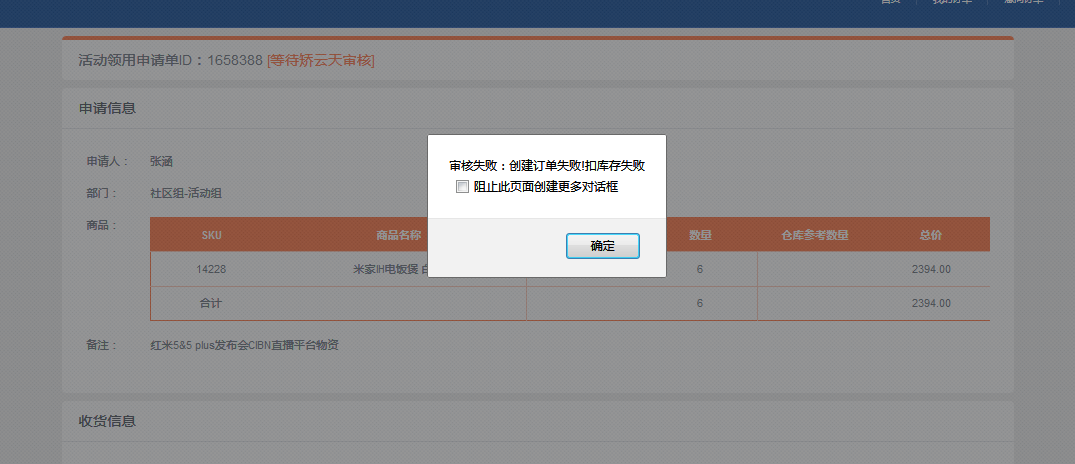 首页 我的订单
活动领用申请单ID：1658388 [等待矫云天审核]
申请信息
审核失败：创建订单失败!扣库存失败
阻止此页面创建更多对话框
确定
申请人： 张涵
部门： 社区组-活动组
商品：
SKU 商品名称 数量 仓库参考数量 总价
14228 米家IH电饭煲 6 2394.00
合计 6 2394.00
备注： 红米5&5 plus发布会CIBN直播平台物资
收货信息